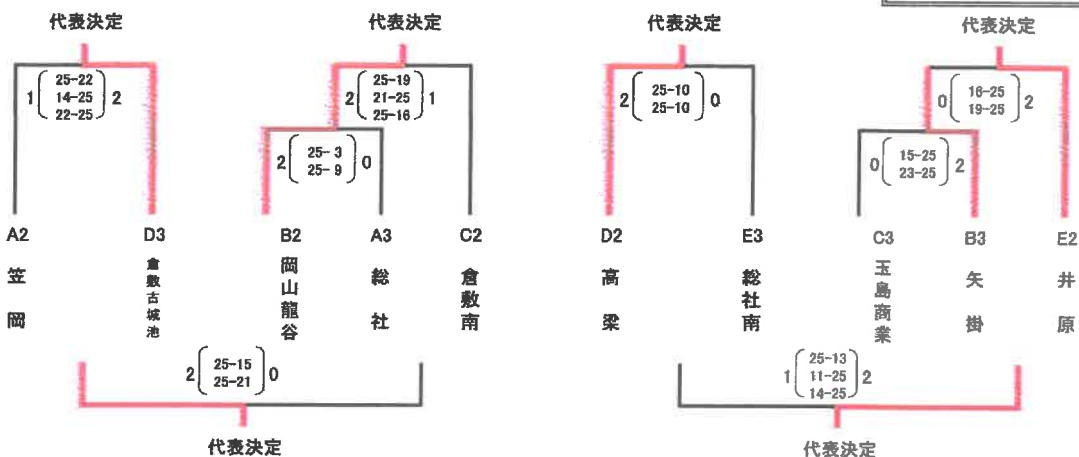 代表決定 代表決定 代表決定 代表決定
1 25-22 14-25 22-25 2
2 25-19 21-25 25-16 1
2 25-10 25-10 0
0 16-25 19-25 2
2 25- 3 25- 9 0
0 15-25 23-25 2
A2 D3 B2 A3 C2 D2 E3 C3 B3 E2
笠岡 倉敷古城池 岡山龍谷 総社 倉敷南 高梁 総社南 玉島商業 矢掛 井原
2 25-15 25-21 0
1 25-13 11-25 14-25 2
代表決定 代表決定